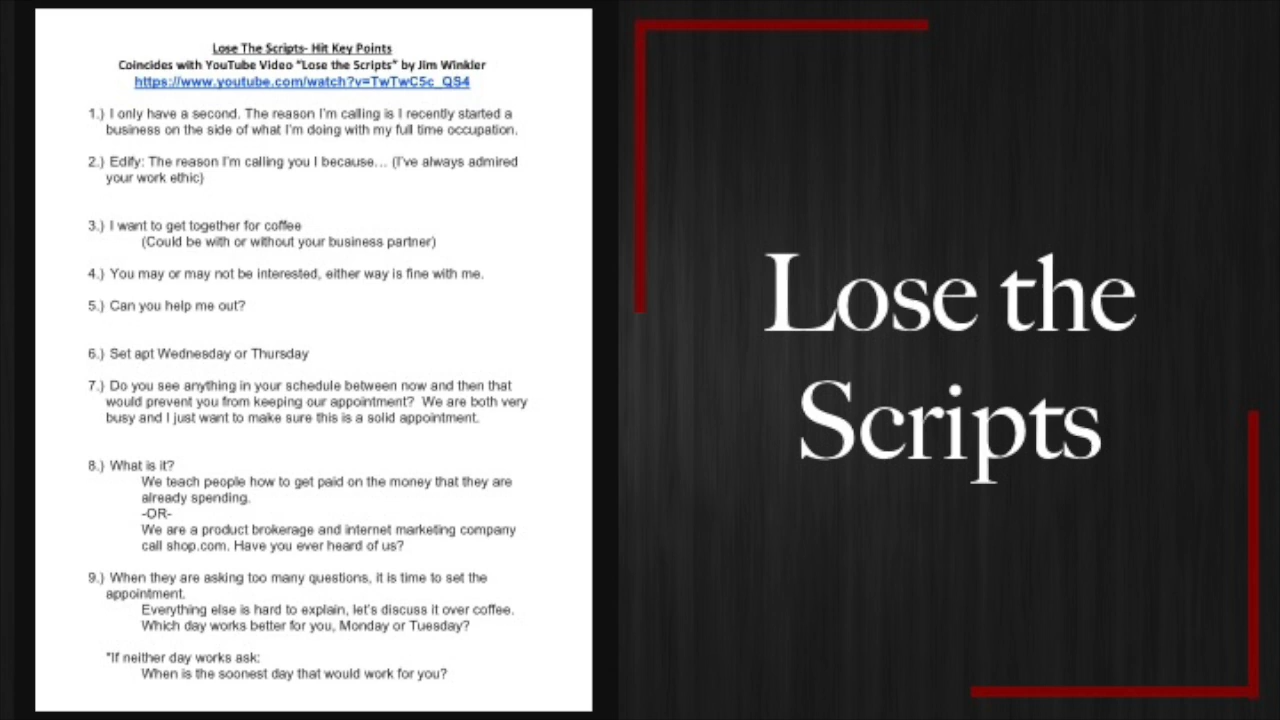 Lose The Scripts- Hit Key Points
Coincides with YouTube Video "Lose the Scripts" by Jim Winkler
https://www.youtube.com/watch?v=TwTwC5c_QS4
1.) I only have a second. The reason I'm calling is I recently started a
business on the side of what I'm doing with my full time occupation.
2.) Edify: The reason I'm calling you I because... (I've always admired
your work ethic)
3.) I want to get together for coffee
(Could be with or without your business partner)
4.) You may or may not be interested, either way is fine with me.
5.) Can you help me out?
6.) Set apt Wednesday or Thursday
7.) Do you see anything in your schedule between now and then that
would prevent you from keeping our appointment? We are both very
busy and I just want to make sure this is a solid appointment.
8.) What is it?
We teach people how to get paid on the money that they are
already spending.
-OR-
We are a product brokerage and internet marketing company
call shop.com. Have you ever heard of us?
9.) When they are asking too many questions, it is time to set the
appointment.
Everything else is hard to explain, let's discuss it over coffee.
Which day works better for you, Monday or Tuesday?
*If neither day works ask:
When is the soonest day that would work for you?
Lose the
Scripts